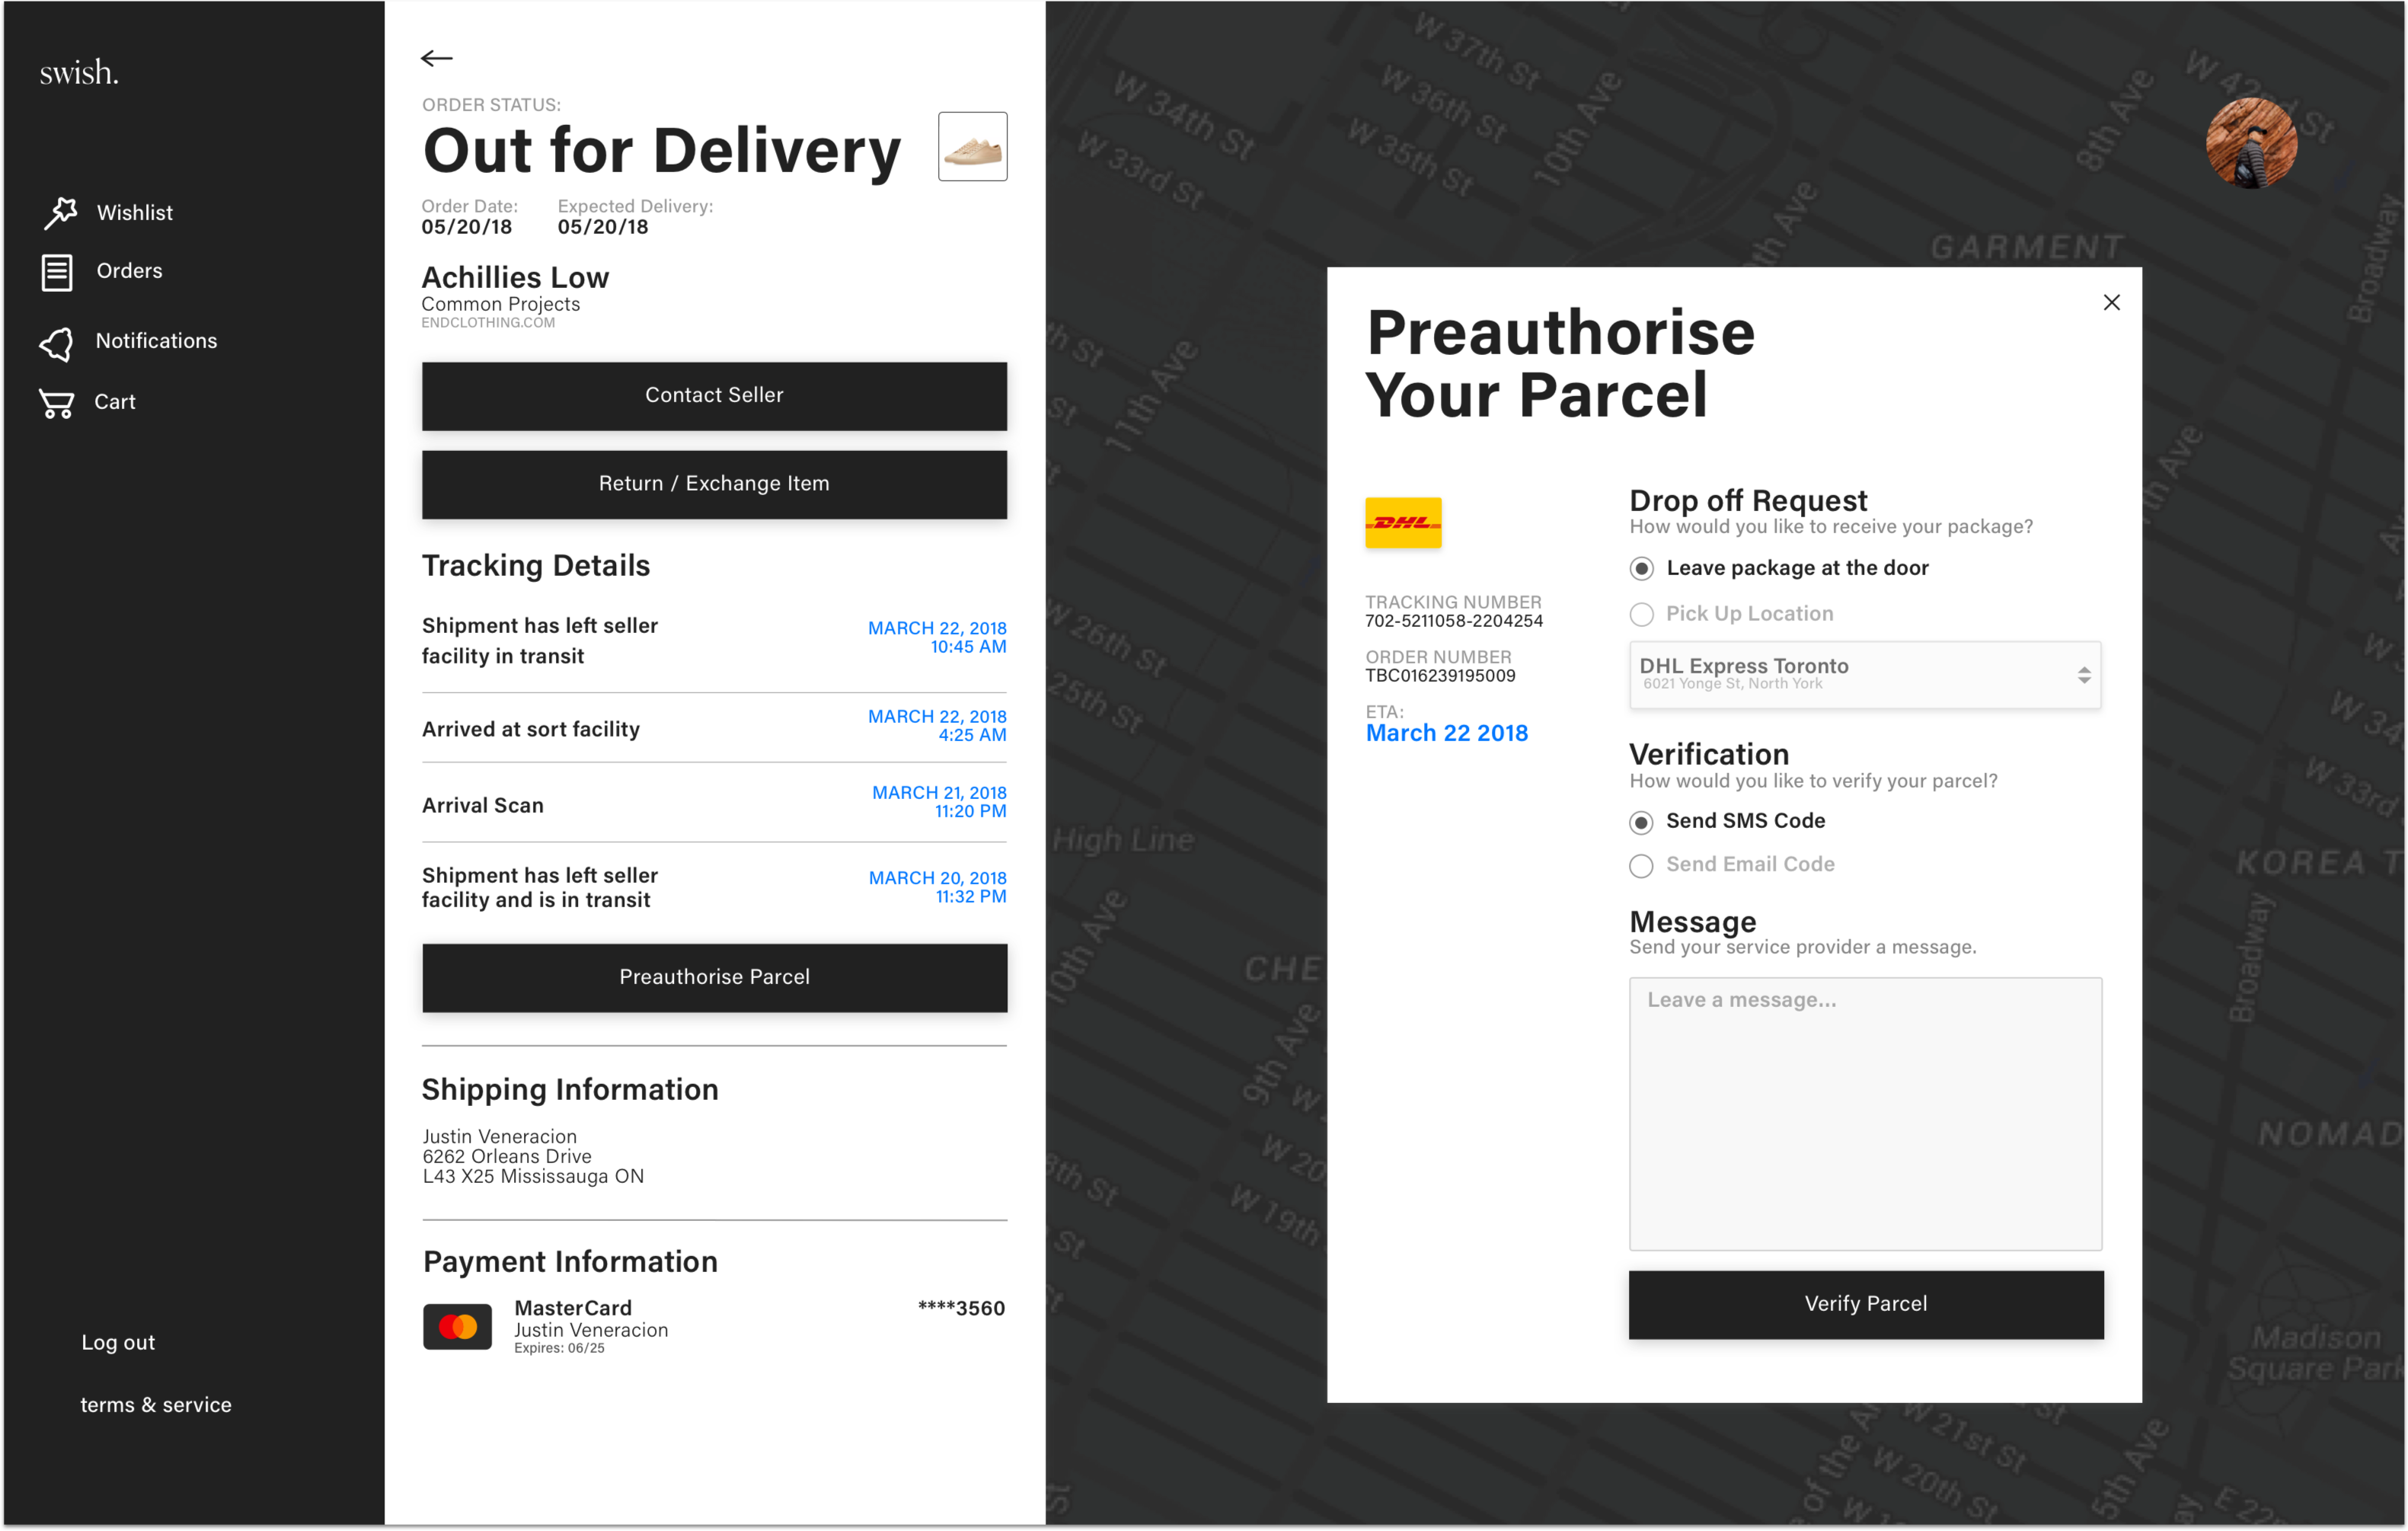 swish.
Wishlist
Orders
Notifications
Cart
Log out
terms & service
ORDER STATUS:
Out for Delivery
Order Date:
05/20/18
Expected Delivery:
05/20/18
Achillies Low
Common Projects
ENDCLOTHING.COM
Contact Seller
Return / Exchange Item
Tracking Details
Shipment has left seller
facility in transit
MARCH 22, 2018
10:45 AM
Arrived at sort facility
MARCH 22, 2018
4:25 AM
Arrival Scan
MARCH 21, 2018
11:20 PM
Shipment has left seller
facility and is in transit
MARCH 20, 2018
11:32 PM
Preauthorise Parcel
Shipping Information
Justin Veneracion
6262 Orleans Drive
L43 X25 Mississauga ON
Payment Information
MasterCard
Justin Veneracion
Expires: 06/25
****3560
Preauthorise
Your Parcel
DHL
TRACKING NUMBER
702-5211058-2204254
ORDER NUMBER
TBC016239195009
ETA:
March 22 2018
Drop off Request
How would you like to receive your package?
Leave package at the door
Pick Up Location
DHL Express Toronto
6021 Yonge St, North York
Verification
How would you like to verify your parcel?
Send SMS Code
Send Email Code
Message
Send your service provider a message.
Leave a message...
Verify Parcel
W 37th St
W 36th St
W 35th St
W 34th St
W 33rd St
10th Ave
8th Ave
W 42nd St
GARMENT
Broadway
11th Ave
W 26th St
25th St
High Line
10th Ave
CHE
9th Ave
W 20
W 19th
W 34
W 33rd
KOREA T
Broadway
NOMAD
Madison
Square Park
W 21st St
W 20th St
5th Ave
E 22